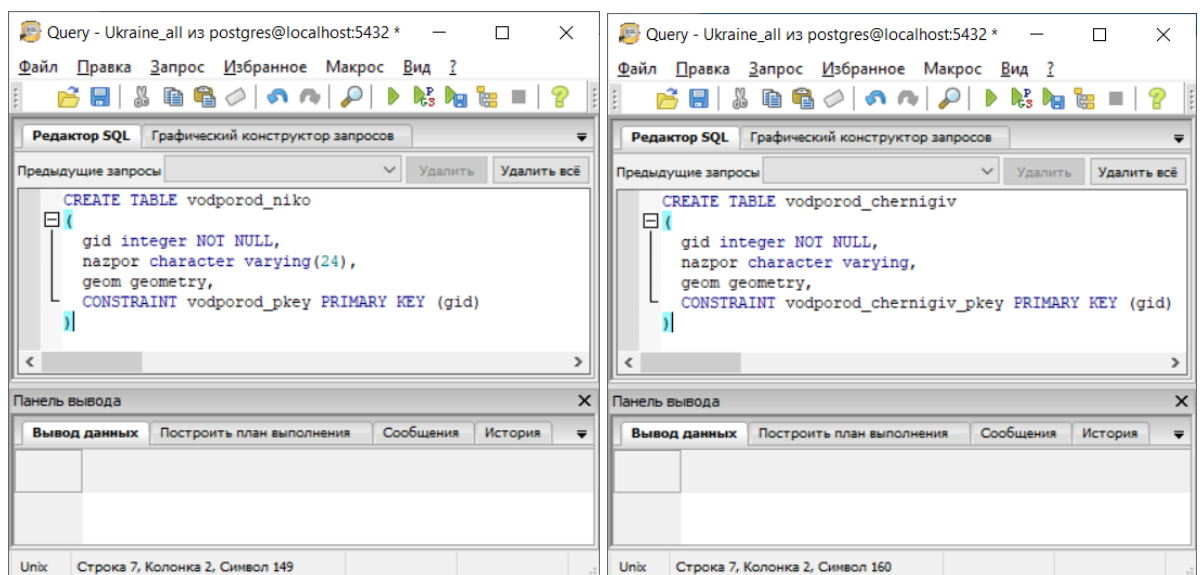 Query - Ukraine_all из postgres@localhost:5432 *
Файл Правка Запрос Избранное Макрос Вид ?
Редактор SQL Графический конструктор запросов
Предыдущие запросы Удалить Удалить всё
CREATE TABLE vodporod_niko
(
gid integer NOT NULL,
nazpor character varying(24),
geom geometry,
CONSTRAINT vodporod_pkey PRIMARY KEY (gid)
)
Панель вывода
Вывод данных Построить план выполнения Сообщения История
Unix Строка 7, Колонка 2, Символ 149
Query - Ukraine_all из postgres@localhost:5432 *
Файл Правка Запрос Избранное Макрос Вид ?
Редактор SQL Графический конструктор запросов
Предыдущие запросы Удалить Удалить всё
CREATE TABLE vodporod_chernigiv
(
gid integer NOT NULL,
nazpor character varying,
geom geometry,
CONSTRAINT vodporod_chernigiv_pkey PRIMARY KEY (gid)
)
Панель вывода
Вывод данных Построить план выполнения Сообщения История
Unix Строка 7, Колонка 2, Символ 160